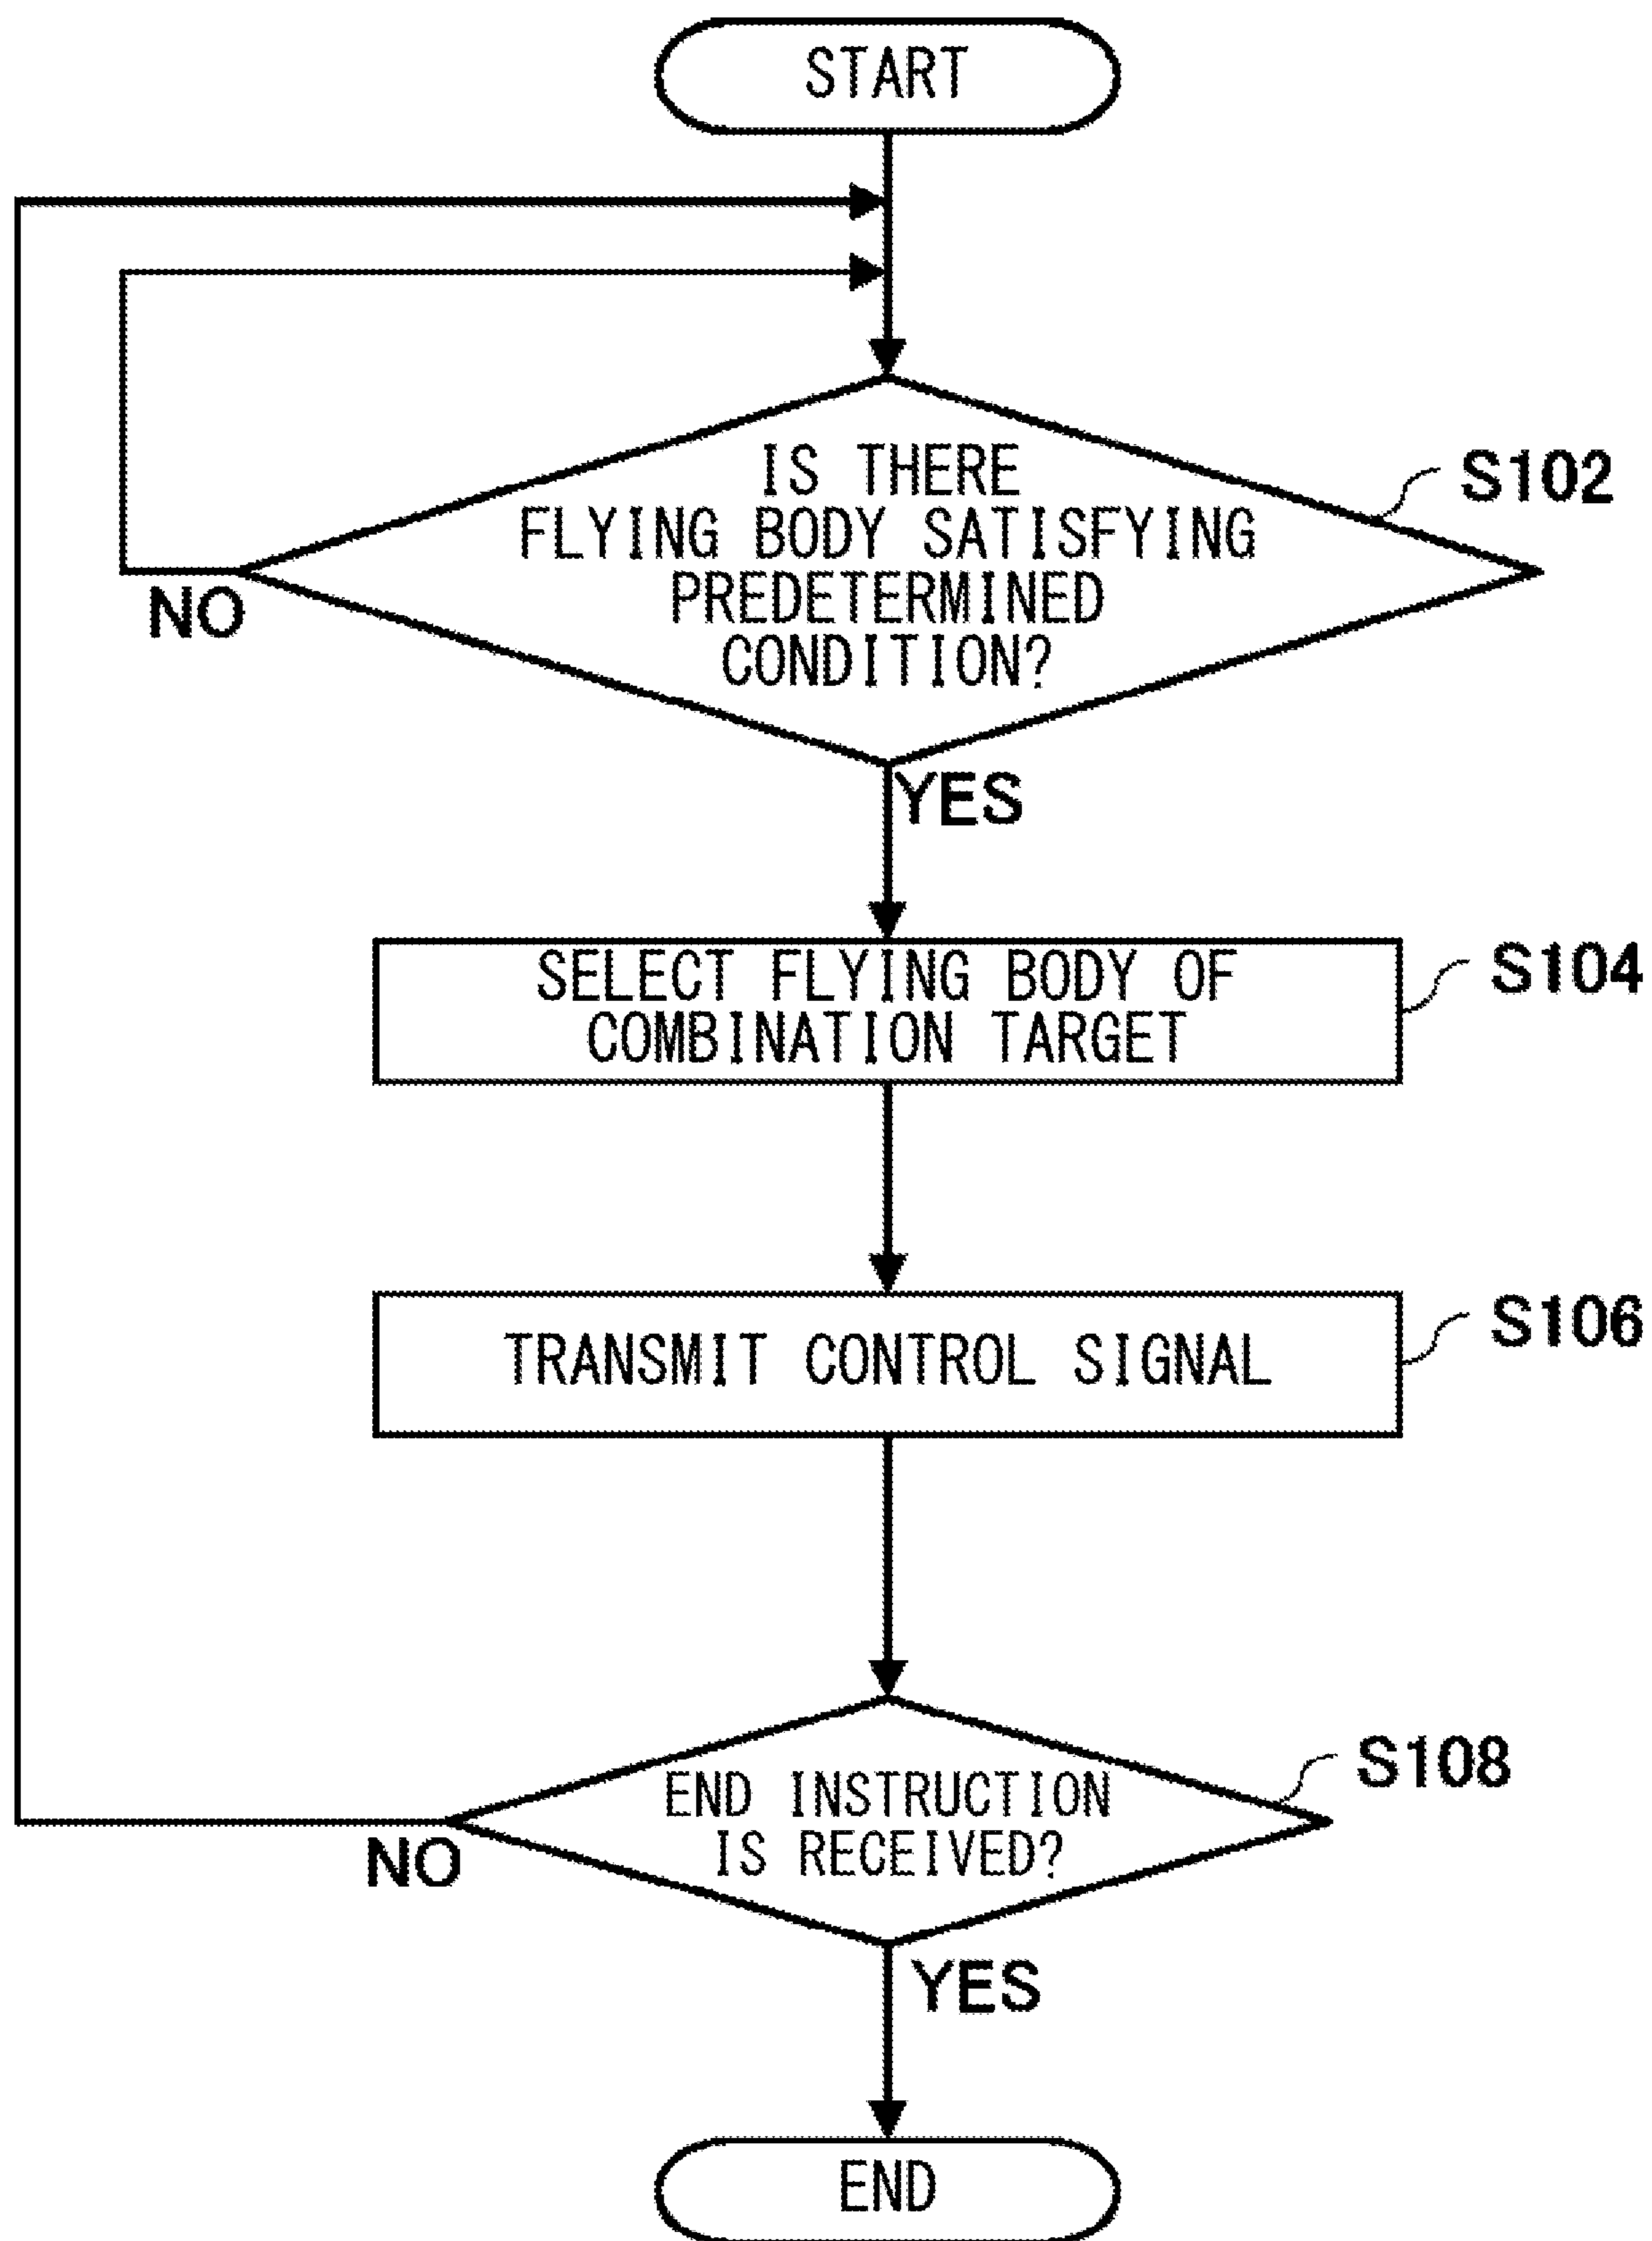 START
IS THERE
FLYING BODY SATISFYING
PREDETERMINED
CONDITION?
S102
NO
YES
SELECT FLYING BODY OF
COMBINATION TARGET
S104
TRANSMIT CONTROL SIGNAL
S106
END INSTRUCTION
IS RECEIVED?
S108
NO
YES
END